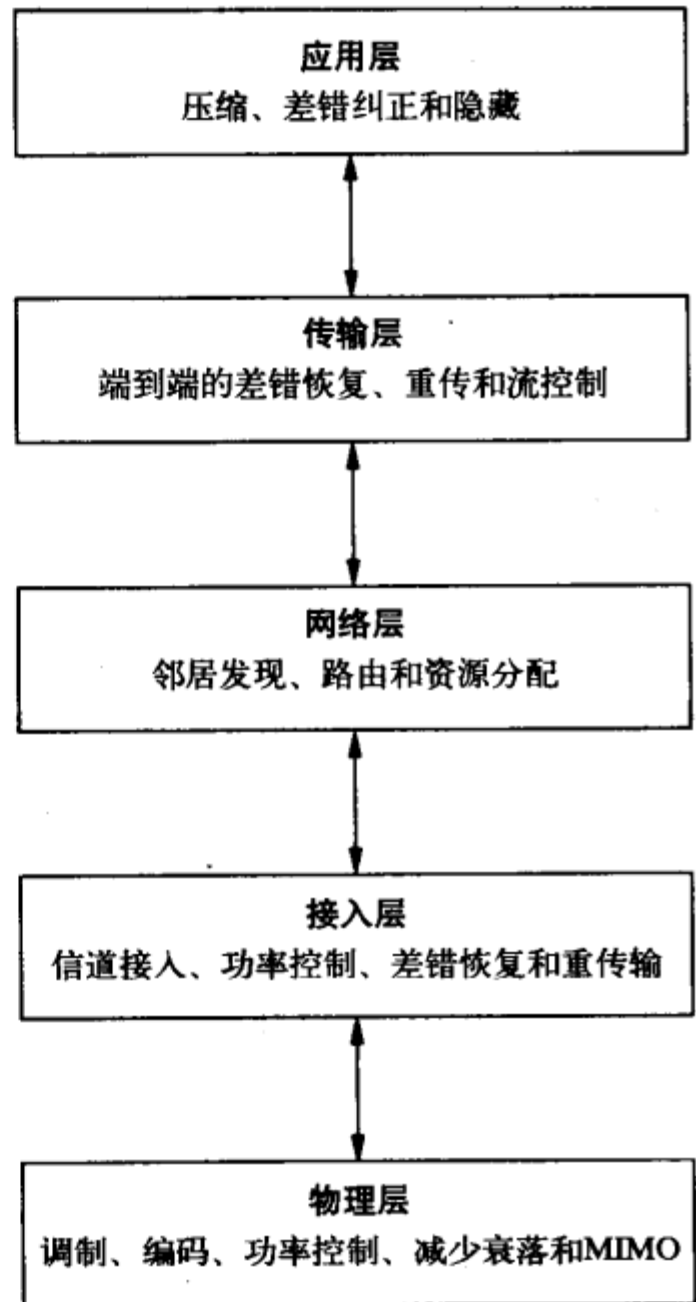 应用层
压缩、差错纠正和隐藏
传输层
端到端的差错恢复、重传和流控制
网络层
邻居发现、路由和资源分配
接入层
信道接入、功率控制、差错恢复和重传输
物理层
调制、编码、功率控制、减少衰落和MIMO